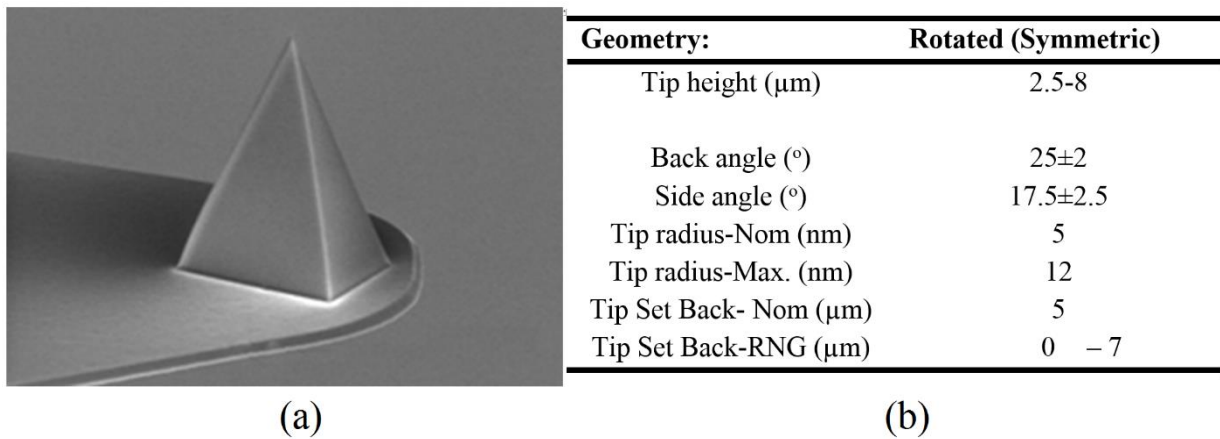 Geometry: Rotated (Symmetric)
Tip height (µm) 2.5-8
Back angle (º) 25±2
Side angle (º) 17.5±2.5
Tip radius-Nom (nm) 5
Tip radius-Max. (nm) 12
Tip Set Back- Nom (µm) 5
Tip Set Back-RNG (µm) 0 – 7
(a) (b)